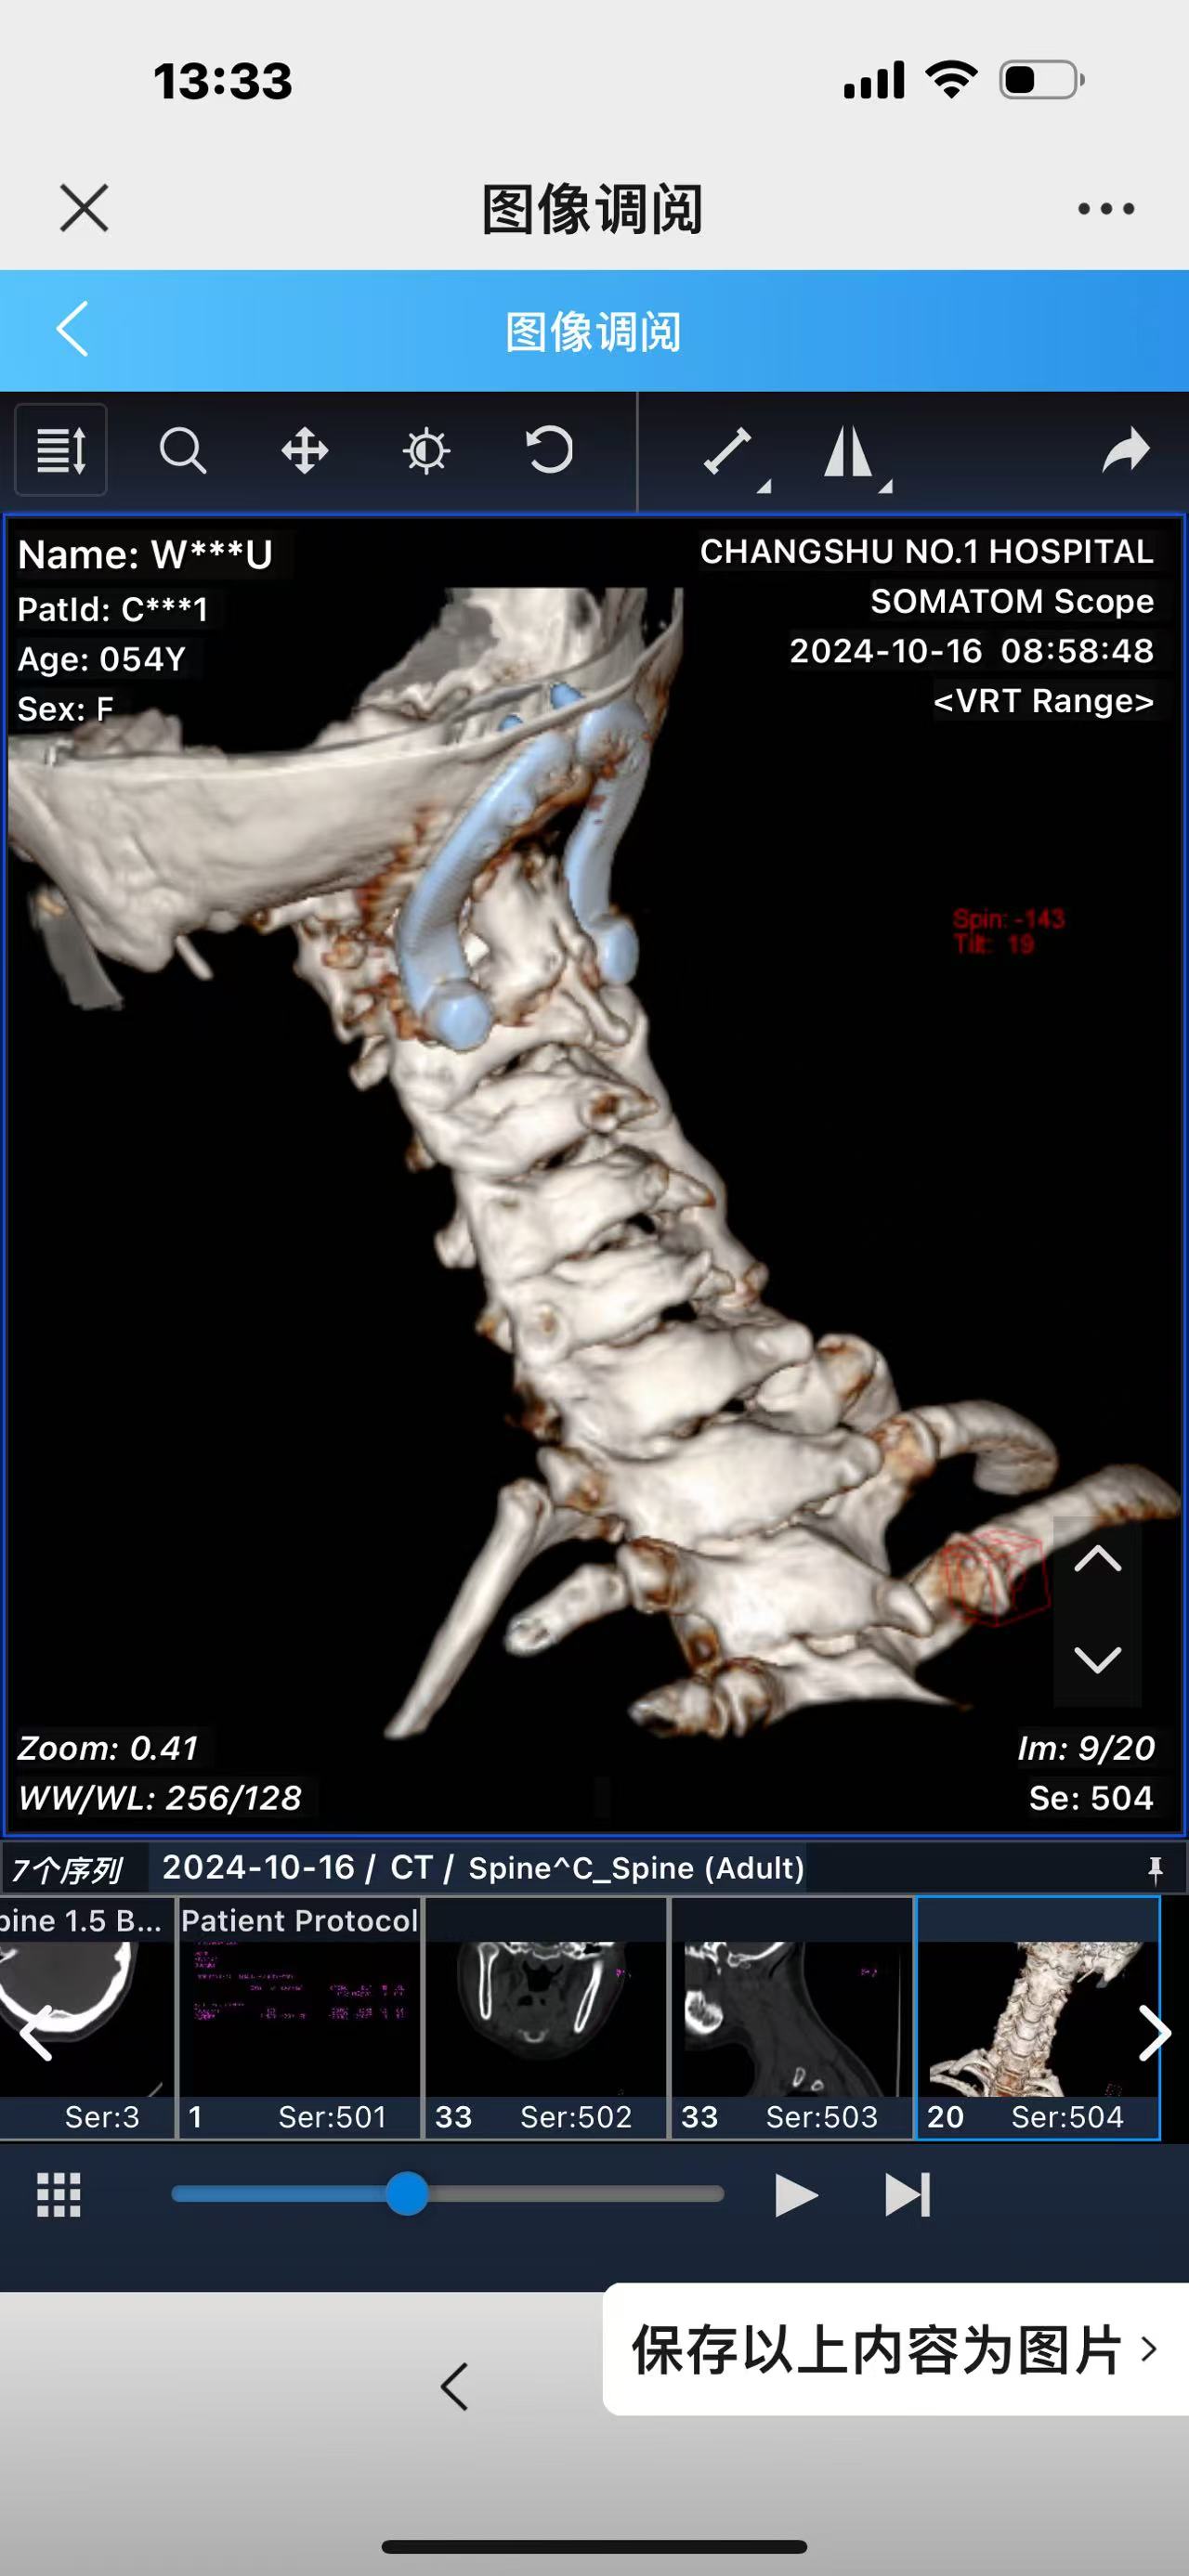 13:33
图像调阅
图像调阅
Name: W***U
PatId: C***1
Age: 054Y
Sex: F
CHANGSHU NO.1 HOSPITAL
SOMATOM Scope
2024-10-16 08:58:48
<VRT Range>
Spin: -143
Tilt: 19
Zoom: 0.41
WW/WL: 256/128
Im: 9/20
Se: 504
7个序列 2024-10-16 / CT / Spine^C_Spine (Adult)
pine 1.5 B... Patient Protocol
Ser:3
1 Ser:501
33 Ser:502
33 Ser:503
20 Ser:504
保存以上内容为图片